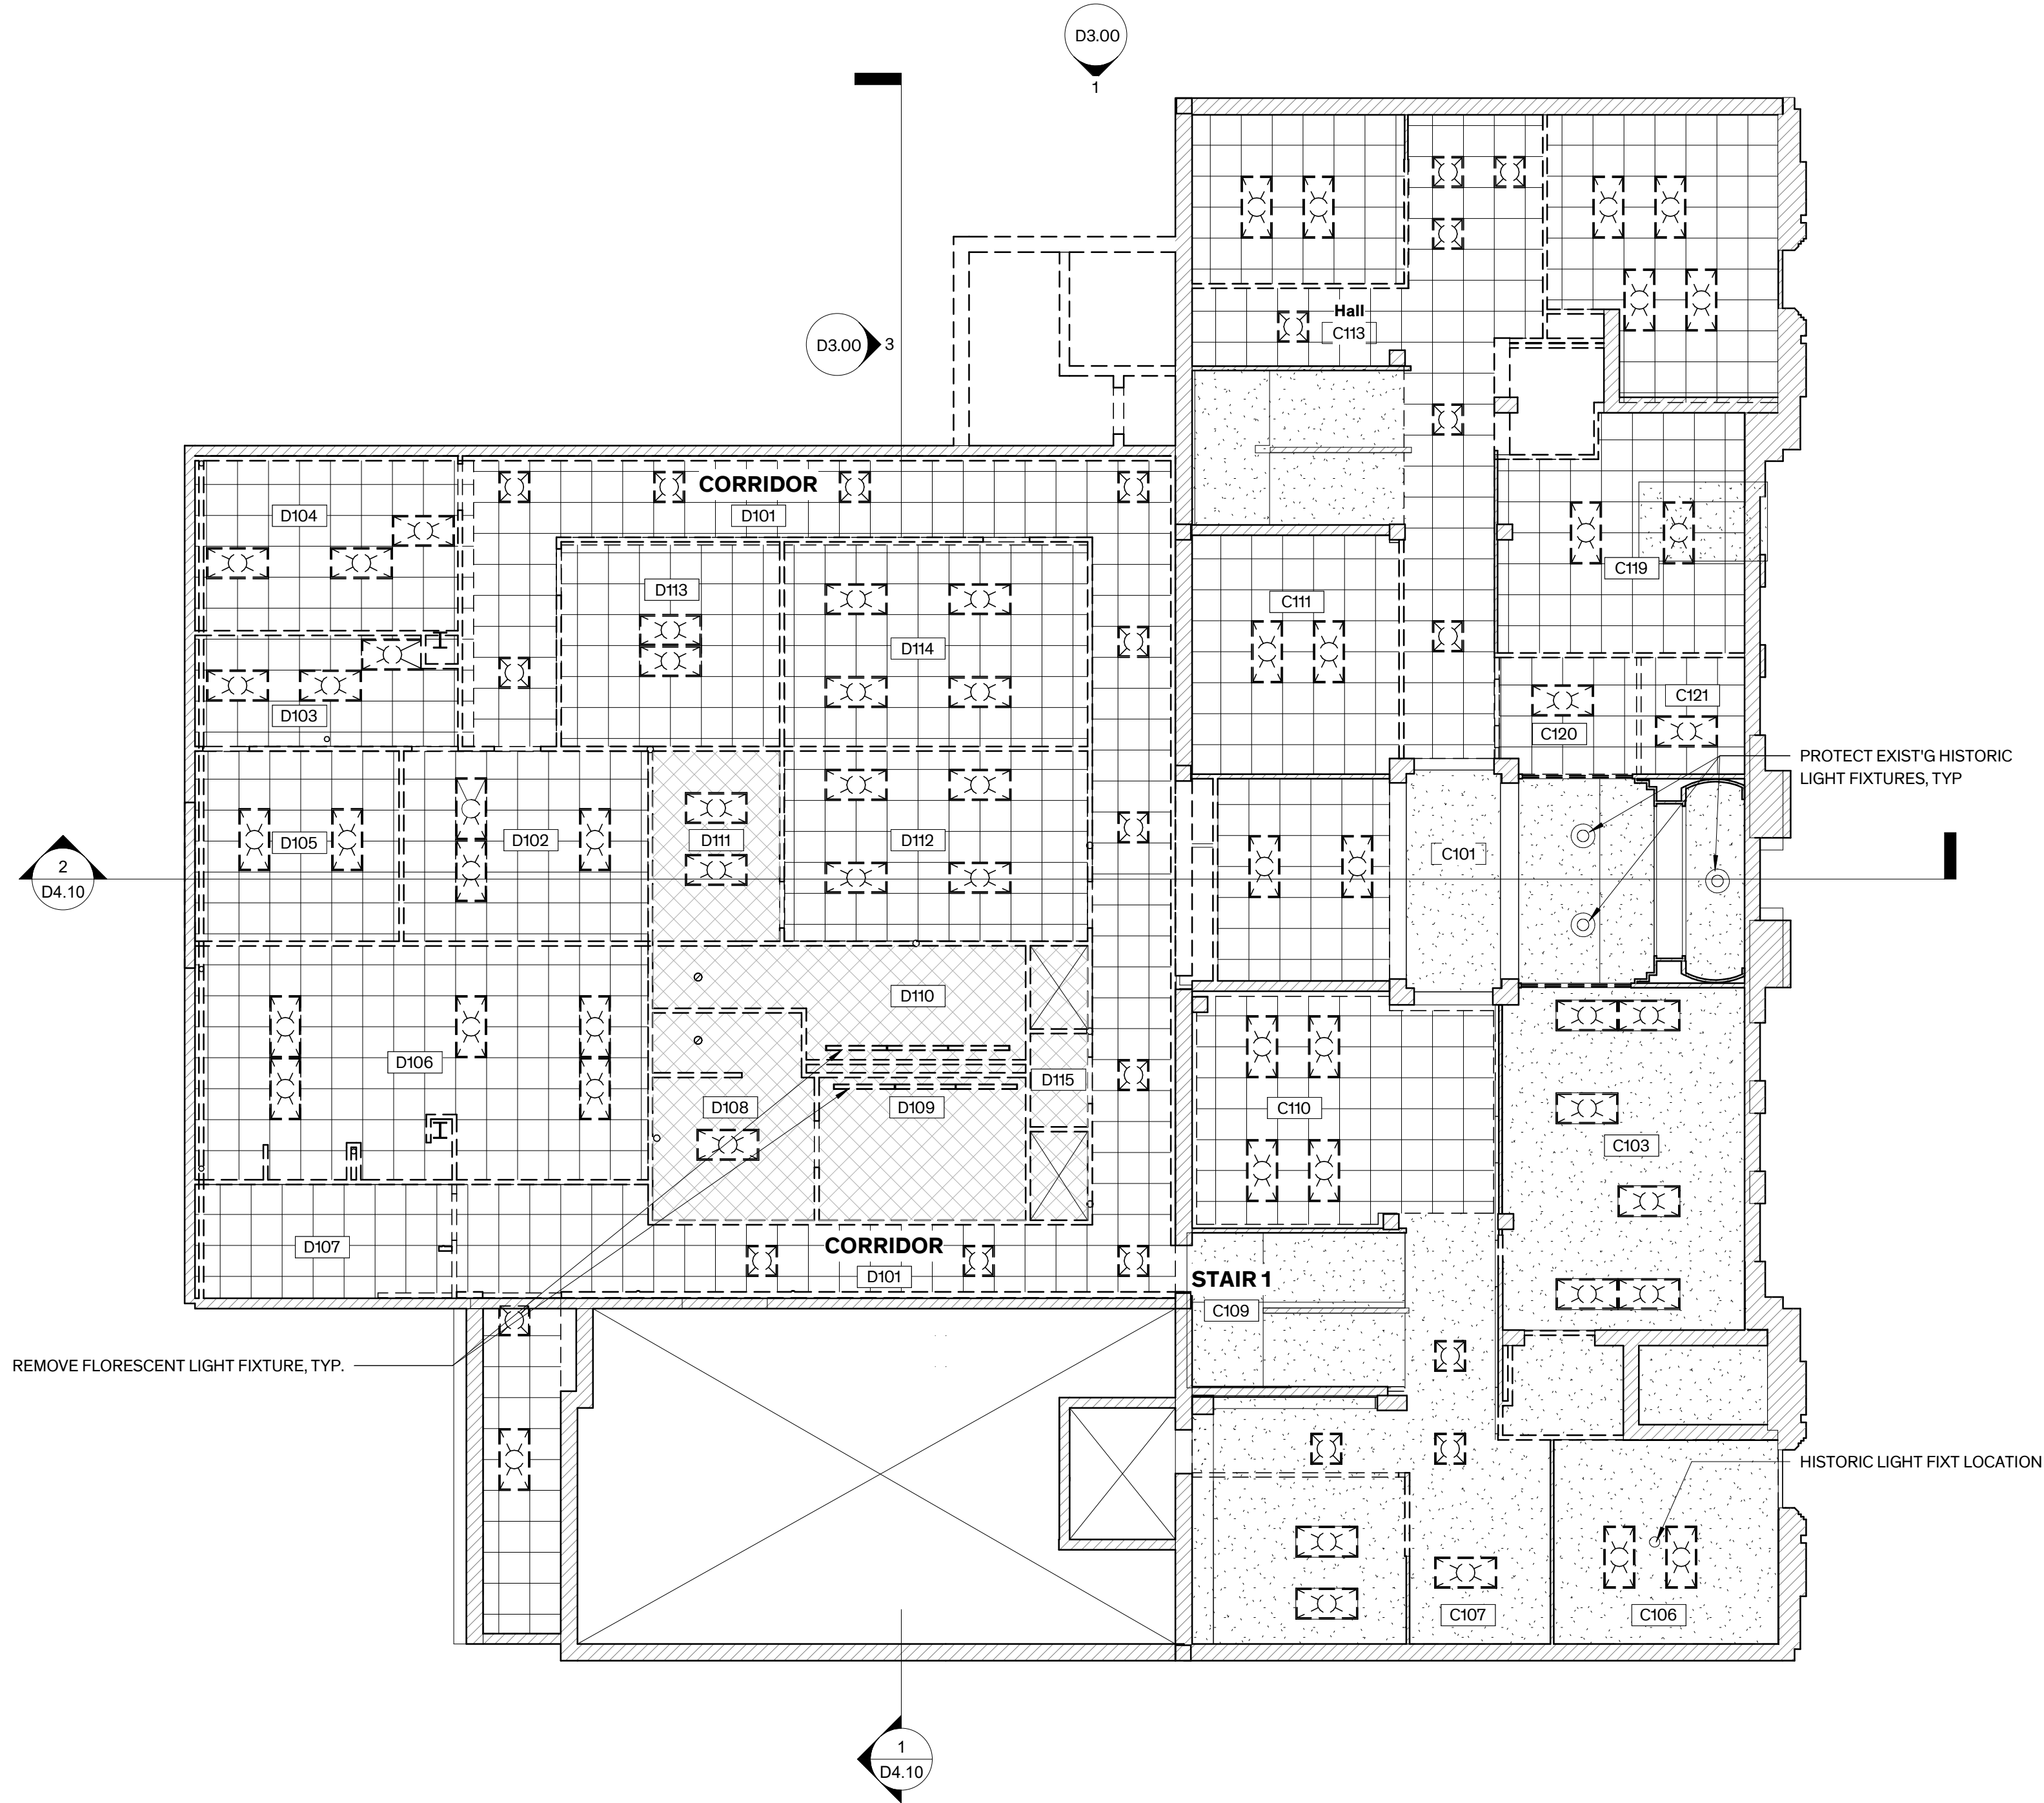 D3.00
1
D3.00
3
Hall
C113
CORRIDOR
D101
D104
D113
D114
D103
C111
C119
C121
C120
PROTECT EXIST'G HISTORIC
LIGHT FIXTURES, TYP
D105
D102
D111
D112
C101
2
D4.10
D110
D106
D115
D108
D109
C110
C103
D107
CORRIDOR
D101
STAIR 1
C109
REMOVE FLORESCENT LIGHT FIXTURE, TYP.
HISTORIC LIGHT FIXT LOCATION
C107
C106
1
D4.10